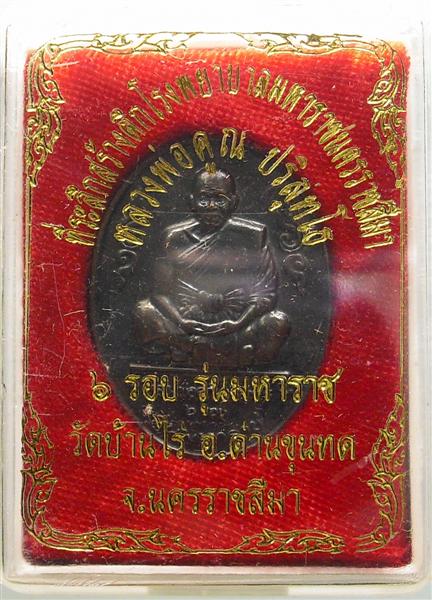 ที่ระลึกสร้างตึกโรงพยาบาลมหาราชนครราชสีมา
หลวงพ่อคูณ ปริสุทโธ
๖ รอบ รุ่นมหาราช
วัดบ้านไร่ อ.ด่านขุนทด
จ.นครราชสีมา